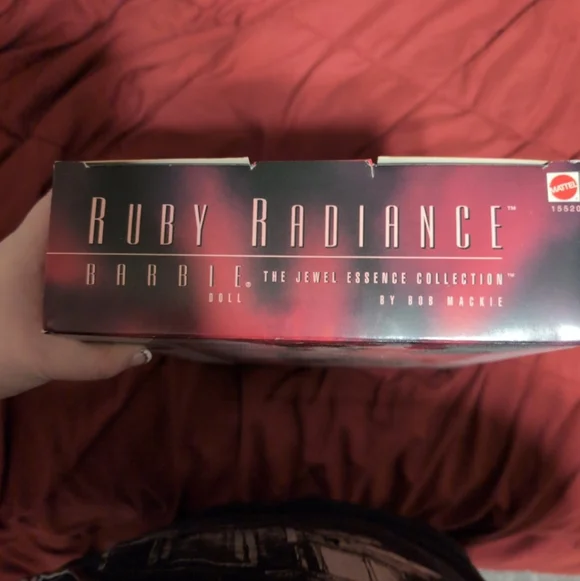 RUBY RADIANCE™
BARBIE® THE JEWEL ESSENCE COLLECTION™
DOLL BY BOB MACKIE
MATTEL
15520